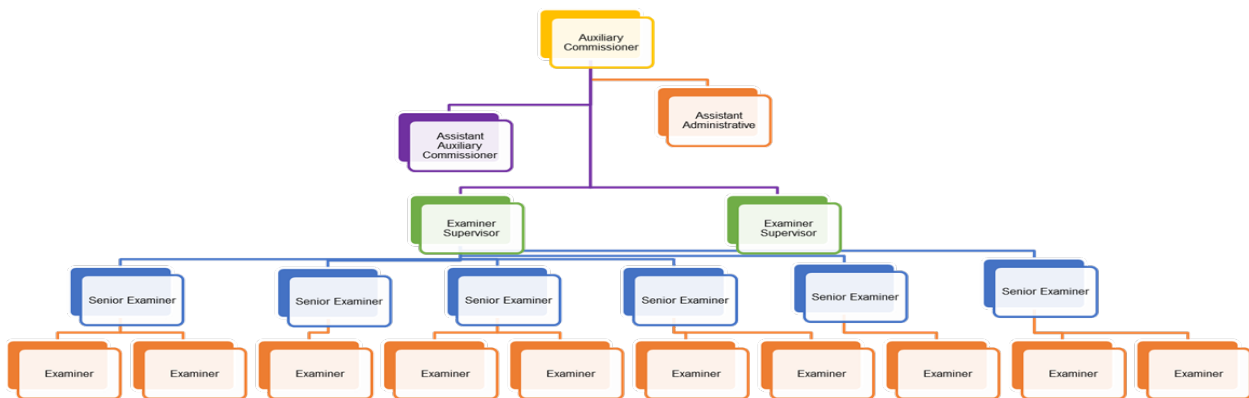 Auxiliary
Commissioner
Assistant
Administrative
Assistant
Auxiliary
Commissioner
Examiner
Supervisor
Examiner
Supervisor
Senior Examiner
Senior Examiner
Senior Examiner
Senior Examiner
Senior Examiner
Senior Examiner
Examiner
Examiner
Examiner
Examiner
Examiner
Examiner
Examiner
Examiner
Examiner
Examiner